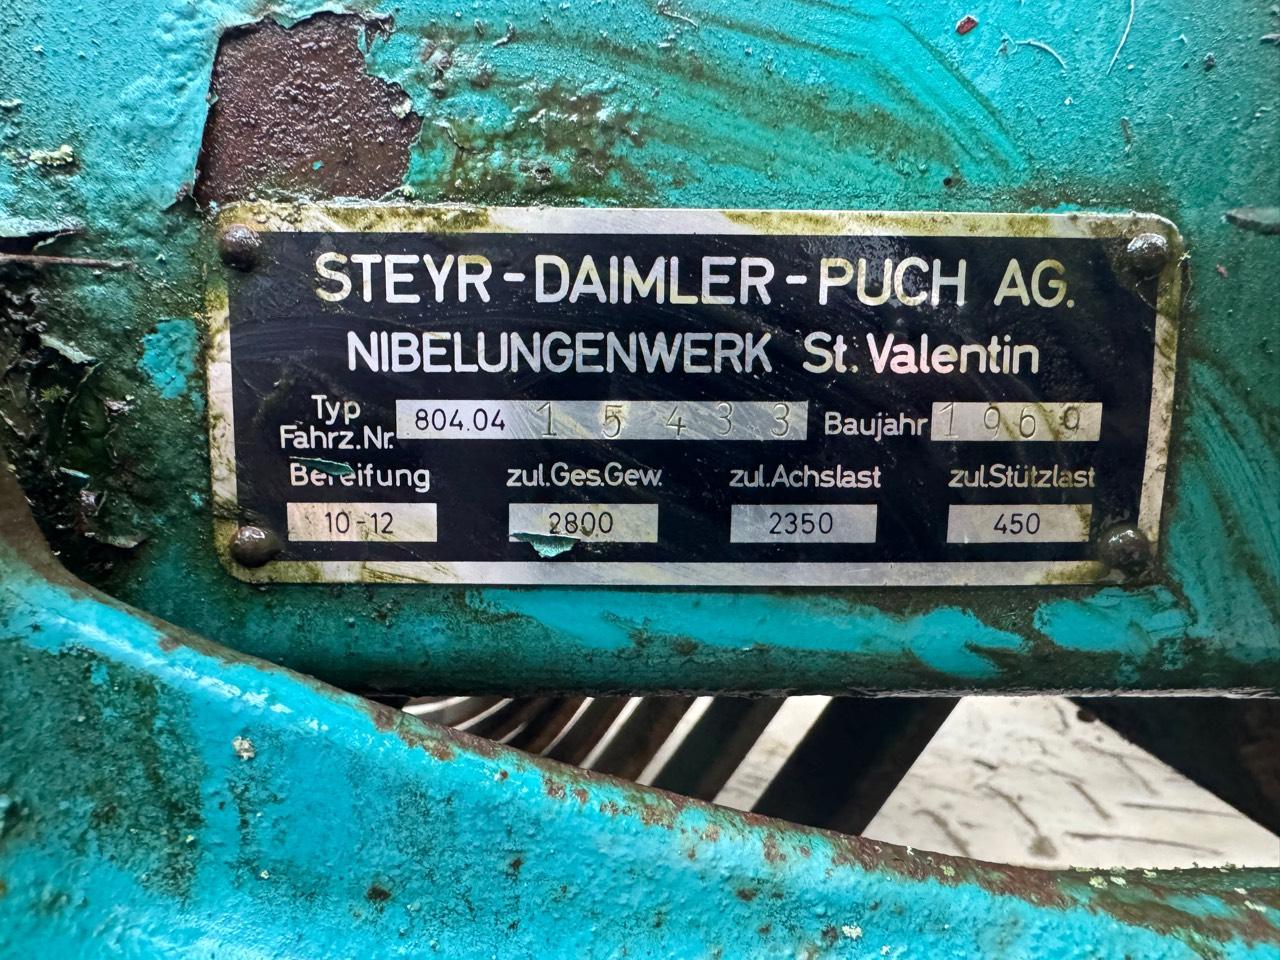 STEYR-DAIMLER-PUCH AG.
NIBELUNGENWERK St. Valentin
Typ
Fahrz.Nr. 804.04 15433 Baujahr 1969
Bereifung zul.Ges.Gew. zul.Achslast zul.Stützlast
10-12 2800 2350 450